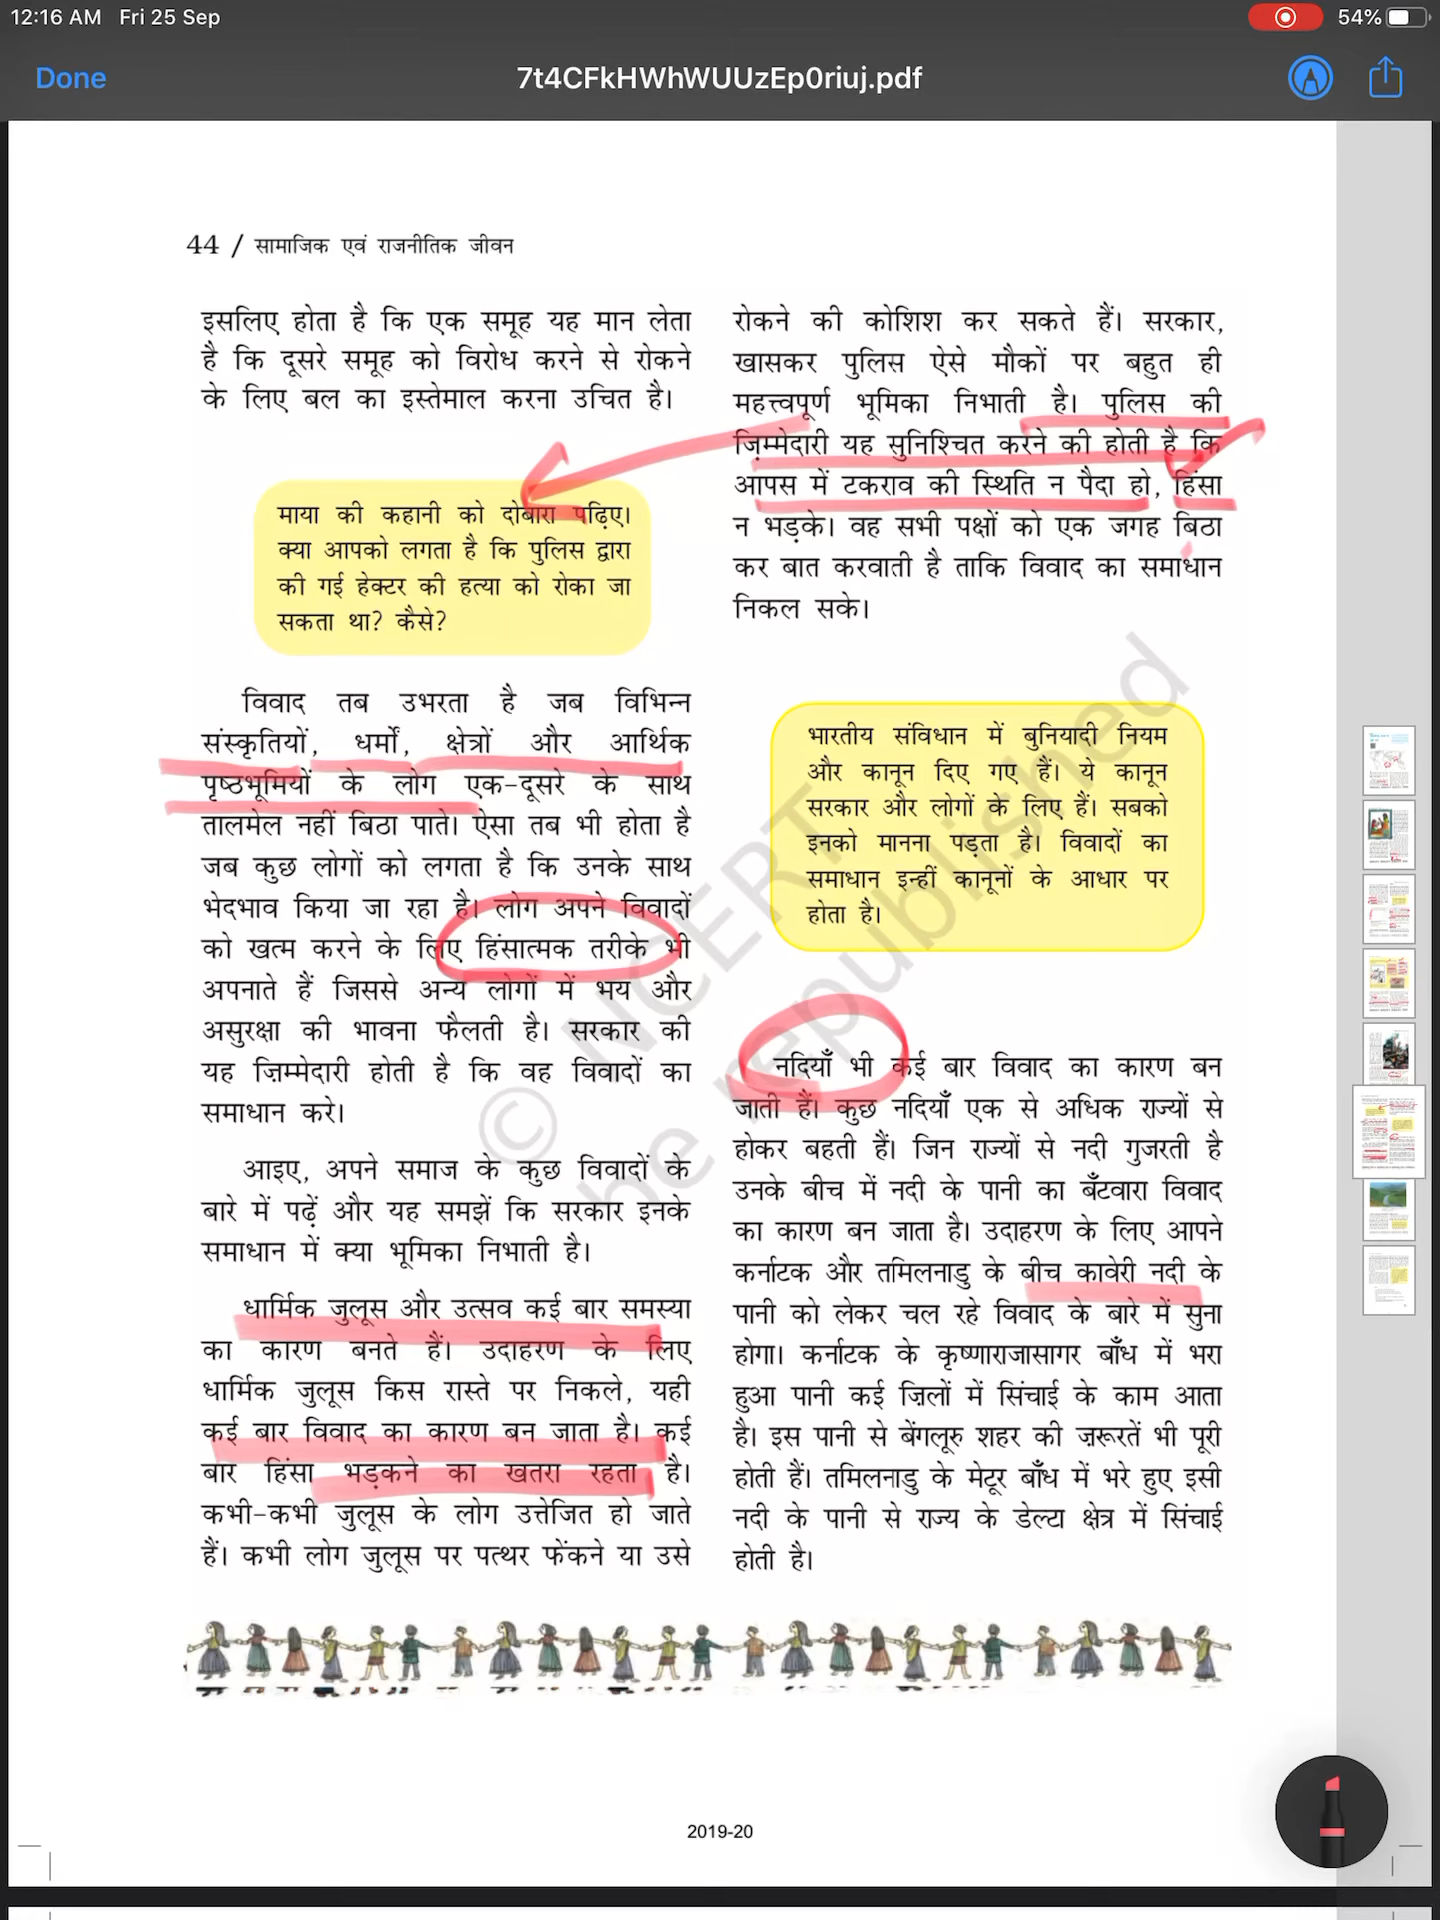 12:16 AM Fri 25 Sep
54%
Done
7t4CFkHWhWUUzEp0riuj.pdf
44 / सामाजिक एवं राजनीतिक जीवन
इसलिए होता है कि एक समूह यह मान लेता
है कि दूसरे समूह को विरोध करने से रोकने
के लिए बल का इस्तेमाल करना उचित है।
माया की कहानी को दोबारा पढ़िए।
क्या आपको लगता है कि पुलिस द्वारा
की गई हेक्टर की हत्या को रोका जा
सकता था? कैसे?
विवाद तब उभरता है जब विभिन्न
संस्कृतियों, धर्मों, क्षेत्रों और आर्थिक
पृष्ठभूमियों के लोग एक-दूसरे के साथ
तालमेल नहीं बिठा पाते। ऐसा तब भी होता है
जब कुछ लोगों को लगता है कि उनके साथ
भेदभाव किया जा रहा है। लोग अपने विवादों
को खत्म करने के लिए हिंसात्मक तरीके भी
अपनाते हैं जिससे अन्य लोगों में भय और
असुरक्षा की भावना फैलती है। सरकार की
यह ज़िम्मेदारी होती है कि वह विवादों का
समाधान करे।
आइए, अपने समाज के कुछ विवादों के
बारे में पढ़ें और यह समझें कि सरकार इनके
समाधान में क्या भूमिका निभाती है।
धार्मिक जुलूस और उत्सव कई बार समस्या
का कारण बनते हैं। उदाहरण के लिए
धार्मिक जुलूस किस रास्ते पर निकले, यही
कई बार विवाद का कारण बन जाता है। कई
बार हिंसा भड़कने का खतरा रहता है।
कभी-कभी जुलूस के लोग उत्तेजित हो जाते
हैं। कभी लोग जुलूस पर पत्थर फेंकने या उसे
रोकने की कोशिश कर सकते हैं। सरकार,
खासकर पुलिस ऐसे मौकों पर बहुत ही
महत्त्वपूर्ण भूमिका निभाती है। पुलिस की
ज़िम्मेदारी यह सुनिश्चित करने की होती है कि
आपस में टकराव की स्थिति न पैदा हो, हिंसा
न भड़के। वह सभी पक्षों को एक जगह बिठा
कर बात करवाती है ताकि विवाद का समाधान
निकल सके।
भारतीय संविधान में बुनियादी नियम
और कानून दिए गए हैं। ये कानून
सरकार और लोगों के लिए हैं। सबको
इनको मानना पड़ता है। विवादों का
समाधान इन्हीं कानूनों के आधार पर
होता है।
नदियाँ भी कई बार विवाद का कारण बन
जाती हैं। कुछ नदियाँ एक से अधिक राज्यों से
होकर बहती हैं। जिन राज्यों से नदी गुजरती है
उनके बीच में नदी के पानी का बँटवारा विवाद
का कारण बन जाता है। उदाहरण के लिए आपने
कर्नाटक और तमिलनाडु के बीच कावेरी नदी के
पानी को लेकर चल रहे विवाद के बारे में सुना
होगा। कर्नाटक के कृष्णाराजासागर बाँध में भरा
हुआ पानी कई ज़िलों में सिंचाई के काम आता
है। इस पानी से बेंगलूरु शहर की ज़रूरतें भी पूरी
होती हैं। तमिलनाडु के मेटूर बाँध में भरे हुए इसी
नदी के पानी से राज्य के डेल्टा क्षेत्र में सिंचाई
होती है।
© NCERT
be republished
2019-20